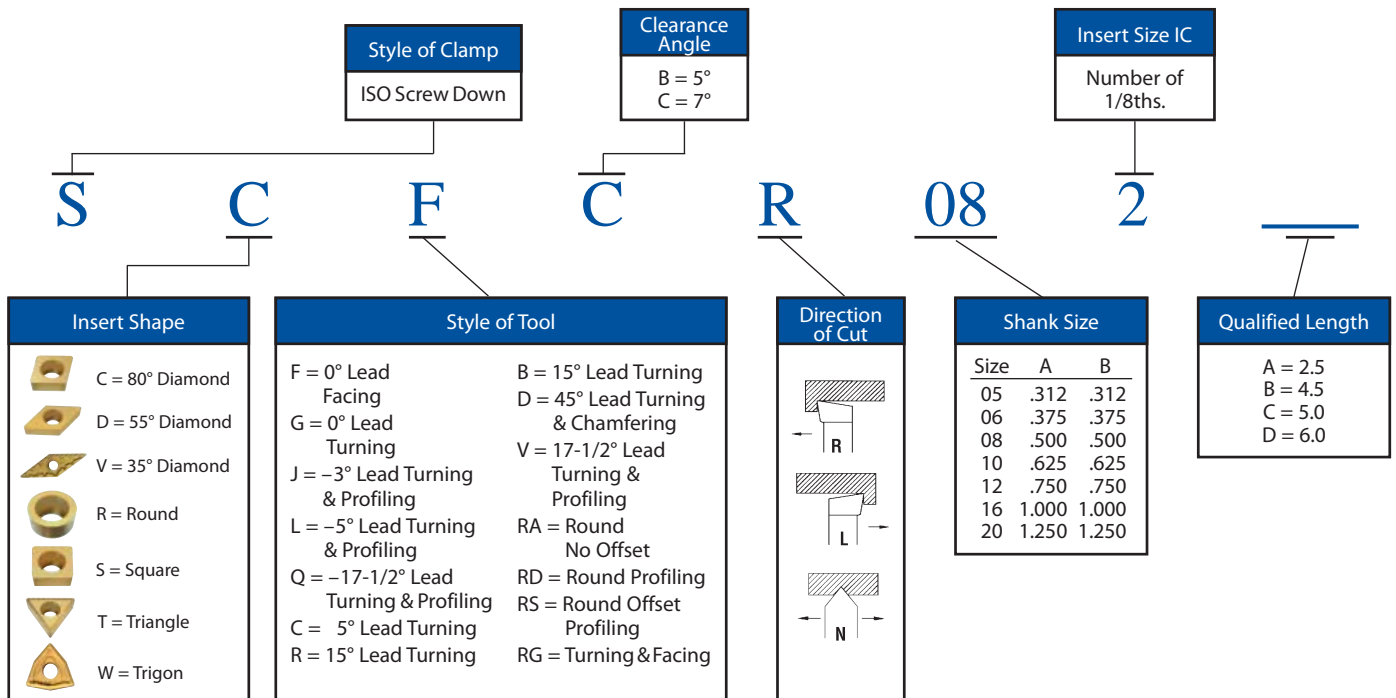 Style of Clamp
ISO Screw Down
Clearance
Angle
B = 5°
C = 7°
Insert Size IC
Number of
1/8ths.
S C F C R 08 2
Insert Shape
C = 80° Diamond
D = 55° Diamond
V = 35° Diamond
R = Round
S = Square
T = Triangle
W = Trigon
Style of Tool
F = 0° Lead
Facing
G = 0° Lead
Turning
J = –3° Lead Turning
& Profiling
L = –5° Lead Turning
& Profiling
Q = –17-1/2° Lead
Turning & Profiling
C = 5° Lead Turning
R = 15° Lead Turning
B = 15° Lead Turning
D = 45° Lead Turning
& Chamfering
V = 17-1/2° Lead
Turning &
Profiling
RA = Round
No Offset
RD = Round Profiling
RS = Round Offset
Profiling
RG = Turning & Facing
Direction
of Cut
R
L
N
Shank Size
Size A B
05 .312 .312
06 .375 .375
08 .500 .500
10 .625 .625
12 .750 .750
16 1.000 1.000
20 1.250 1.250
Qualified Length
A = 2.5
B = 4.5
C = 5.0
D = 6.0